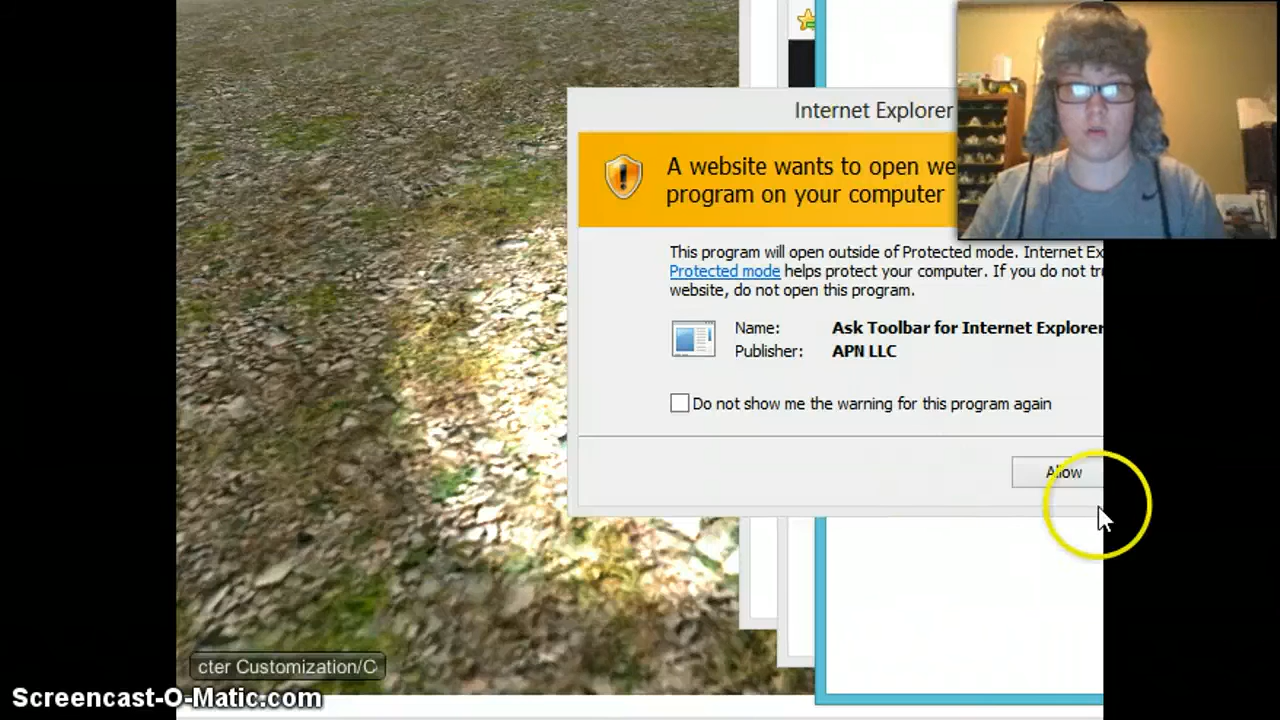 Internet Explorer
A website wants to open we
program on your computer
This program will open outside of Protected mode. Internet Ex
Protected mode helps protect your computer. If you do not tr
website, do not open this program.
Name: Ask Toolbar for Internet Explorer
Publisher: APN LLC
Do not show me the warning for this program again
Allow
cter Customization/C
Screencast-O-Matic.com